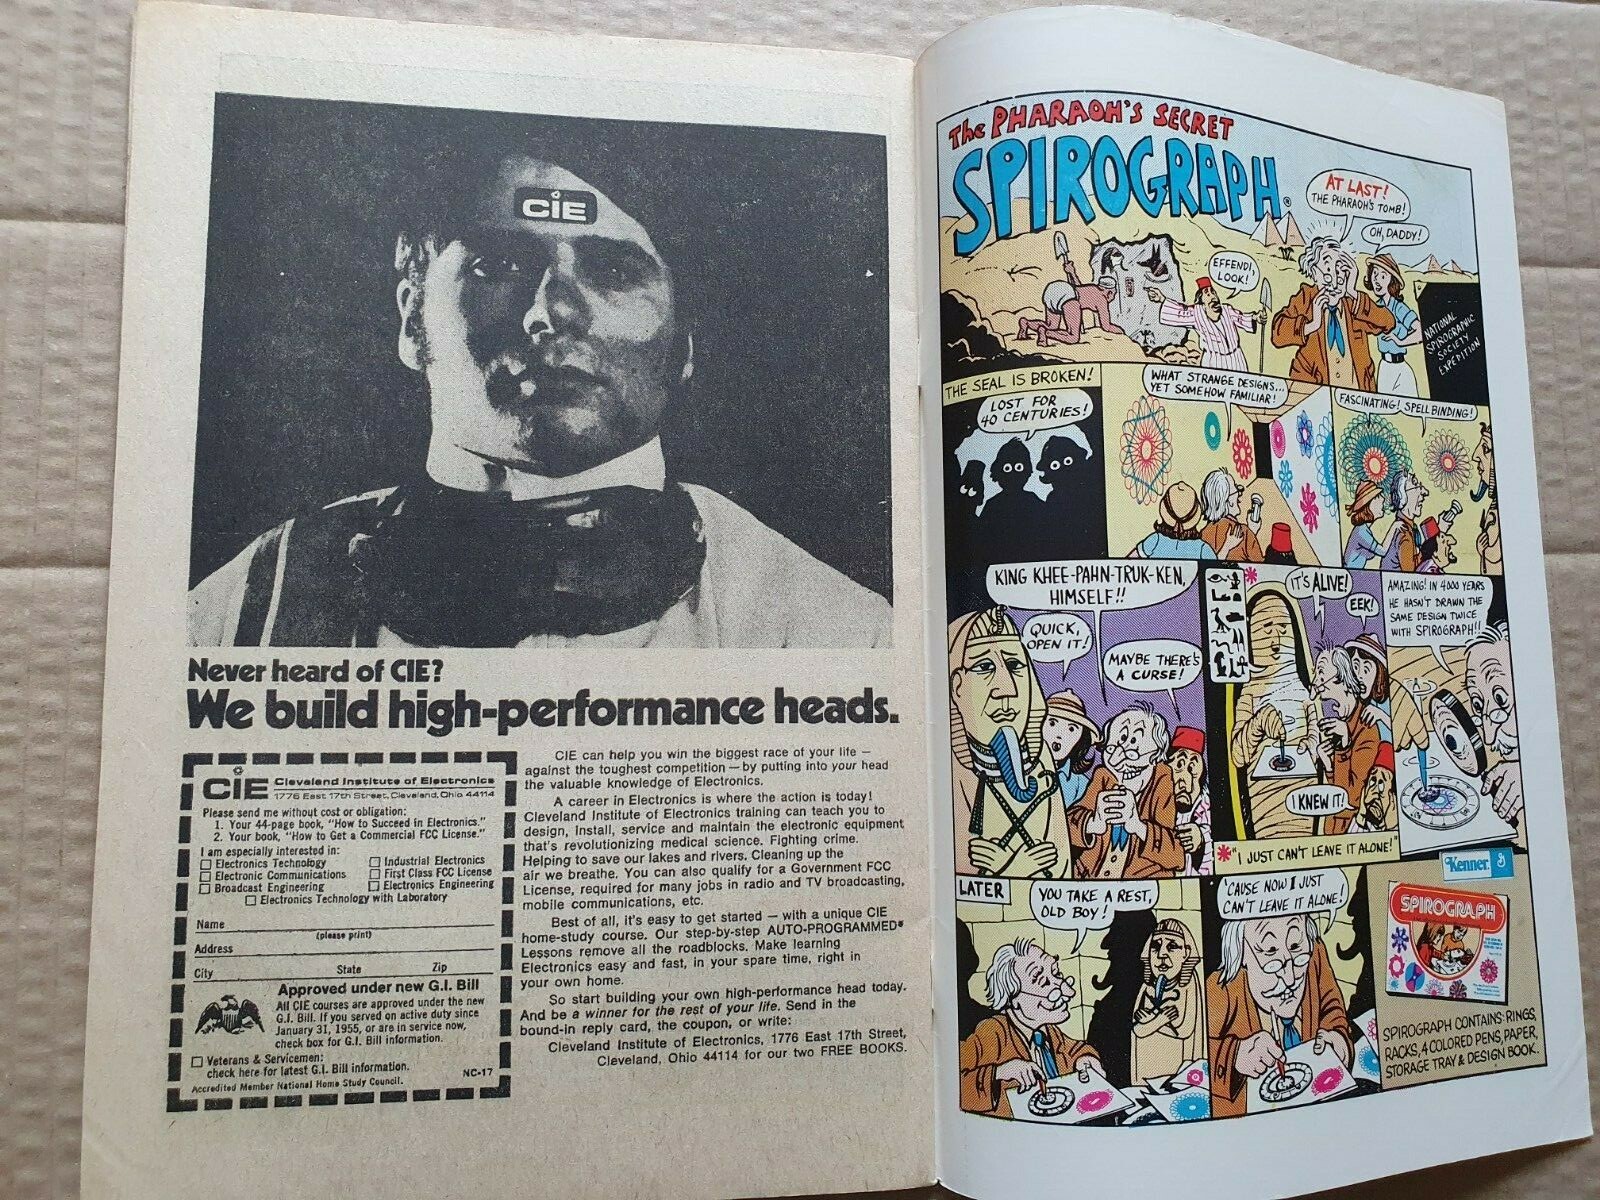 CIE
Never heard of CIE?
We build high-performance heads.
CIE Cleveland Institute of Electronics
1776 East 17th Street, Cleveland, Ohio 44114
Please send me without cost or obligation:
1. Your 44-page book, "How to Succeed in Electronics."
2. Your book, "How to Get a Commercial FCC License."
I am especially interested in:
Electronics Technology
Industrial Electronics
Electronic Communications
First Class FCC License
Broadcast Engineering
Electronics Engineering
Electronics Technology with Laboratory
Name
(please print)
Address
City State Zip
Approved under new G.I. Bill
All CIE courses are approved under the new
G.I. Bill. If you served on active duty since
January 31, 1955, or are in service now,
check box for G.I. Bill information.
Veterans & Servicemen:
check here for latest G.I. Bill information.
NC-17
Accredited Member National Home Study Council.
CIE can help you win the biggest race of your life —
against the toughest competition — by putting into your head
the valuable knowledge of Electronics.
A career in Electronics is where the action is today!
Cleveland Institute of Electronics training can teach you to
design, install, service and maintain the electronic equipment
that's revolutionizing medical science. Fighting crime.
Helping to save our lakes and rivers. Cleaning up the
air we breathe. You can also qualify for a Government FCC
License, required for many jobs in radio and TV broadcasting,
mobile communications, etc.
Best of all, it's easy to get started — with a unique CIE
home-study course. Our step-by-step AUTO-PROGRAMMED®
Lessons remove all the roadblocks. Make learning
Electronics easy and fast, in your spare time, right in
your own home.
So start building your own high-performance head today.
And be a winner for the rest of your life. Send in the
bound-in reply card, the coupon, or write:
Cleveland Institute of Electronics, 1776 East 17th Street,
Cleveland, Ohio 44114 for our two FREE BOOKS.
The PHARAOH'S SECRET
SPIROGRAPH®
AT LAST!
THE PHARAOH'S TOMB!
OH, DADDY!
EFFENDI,
LOOK!
NATIONAL
SPIROGRAPHIC
SOCIETY
EXPEDITION
THE SEAL IS BROKEN!
LOST FOR
40 CENTURIES!
WHAT STRANGE DESIGNS...
YET SOMEHOW FAMILIAR!
FASCINATING! SPELLBINDING!
KING KHEE-PAHN-TRUK-KEN,
HIMSELF!!
QUICK,
OPEN IT!
MAYBE THERE'S
A CURSE!
*
IT'S ALIVE!
EEK!
I KNEW IT!
*"I JUST CAN'T LEAVE IT ALONE!"
AMAZING! IN 4000 YEARS
HE HASN'T DRAWN THE
SAME DESIGN TWICE
WITH SPIROGRAPH!!
LATER
YOU TAKE A REST,
OLD BOY!
'CAUSE NOW I JUST
CAN'T LEAVE IT ALONE!
Kenner
SPIROGRAPH
SPIROGRAPH CONTAINS: RINGS,
RACKS, 4 COLORED PENS, PAPER,
STORAGE TRAY & DESIGN BOOK.